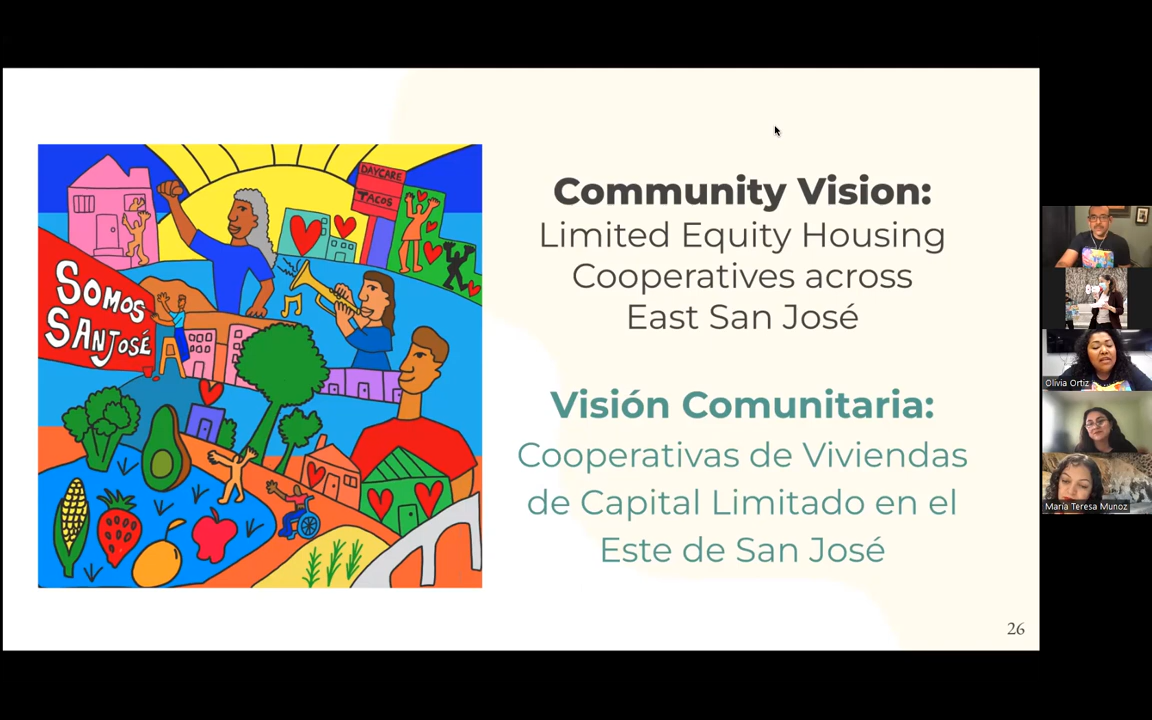 DAYCARE
TACOS
SOMOS
SAN JOSÉ
Community Vision:
Limited Equity Housing
Cooperatives across
East San José
Visión Comunitaria:
Cooperativas de Viviendas
de Capital Limitado en el
Este de San José
26
Olivia Ortiz
María Teresa Munoz